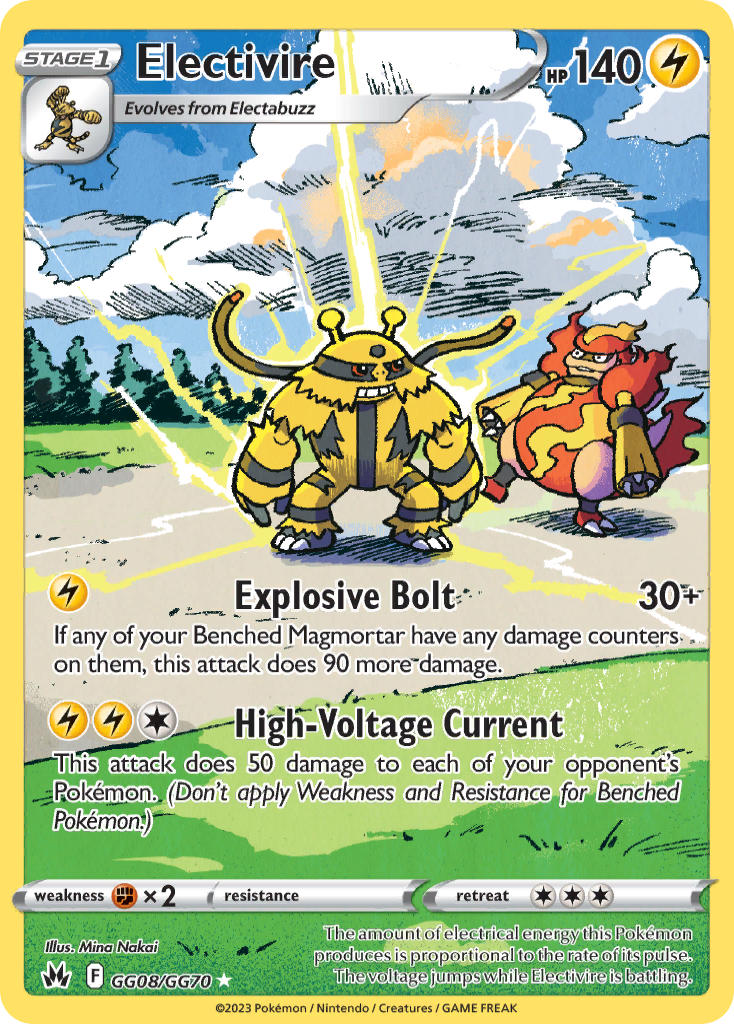 STAGE1
Electivire
HP 140
Evolves from Electabuzz
Explosive Bolt 30+
If any of your Benched Magmortar have any damage counters
on them, this attack does 90 more damage.
High-Voltage Current
This attack does 50 damage to each of your opponent's
Pokémon. (Don't apply Weakness and Resistance for Benched
Pokémon.)
weakness ×2 resistance retreat
Illus. Mina Nakai
The amount of electrical energy this Pokémon
produces is proportional to the rate of its pulse.
The voltage jumps while Electivire is battling.
F GG08/GG70
©2023 Pokémon / Nintendo / Creatures / GAME FREAK